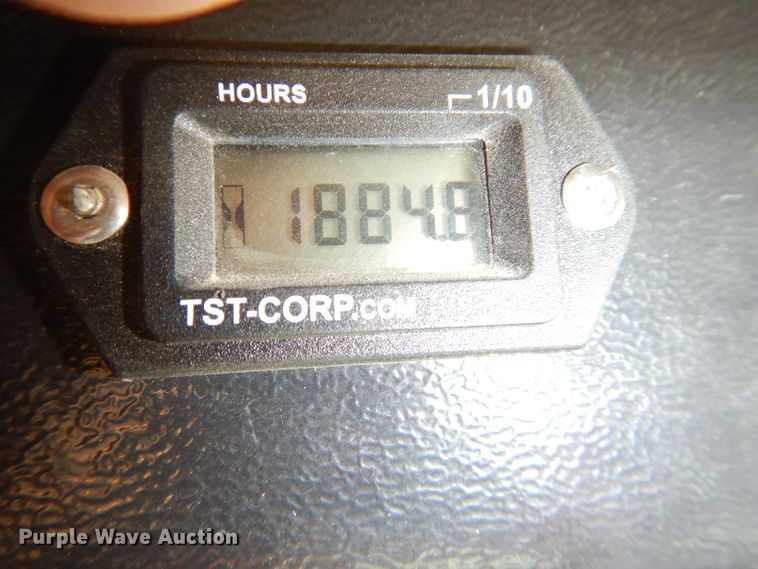 HOURS 1/10
1884.8
TST-CORP.COM
Purple Wave Auction